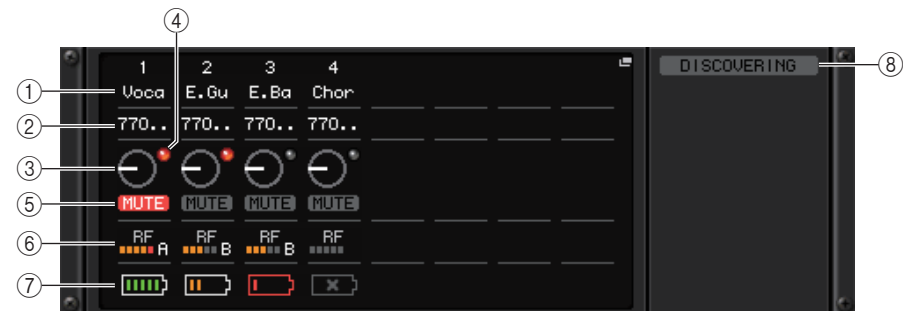 ④
1 2 3 4
DISCOVERING ⑧
① Voca E.Gu E.Ba Chor
② 770.. 770.. 770.. 770..
③
⑤ MUTE MUTE MUTE MUTE
⑥ RF A RF B RF B RF
⑦